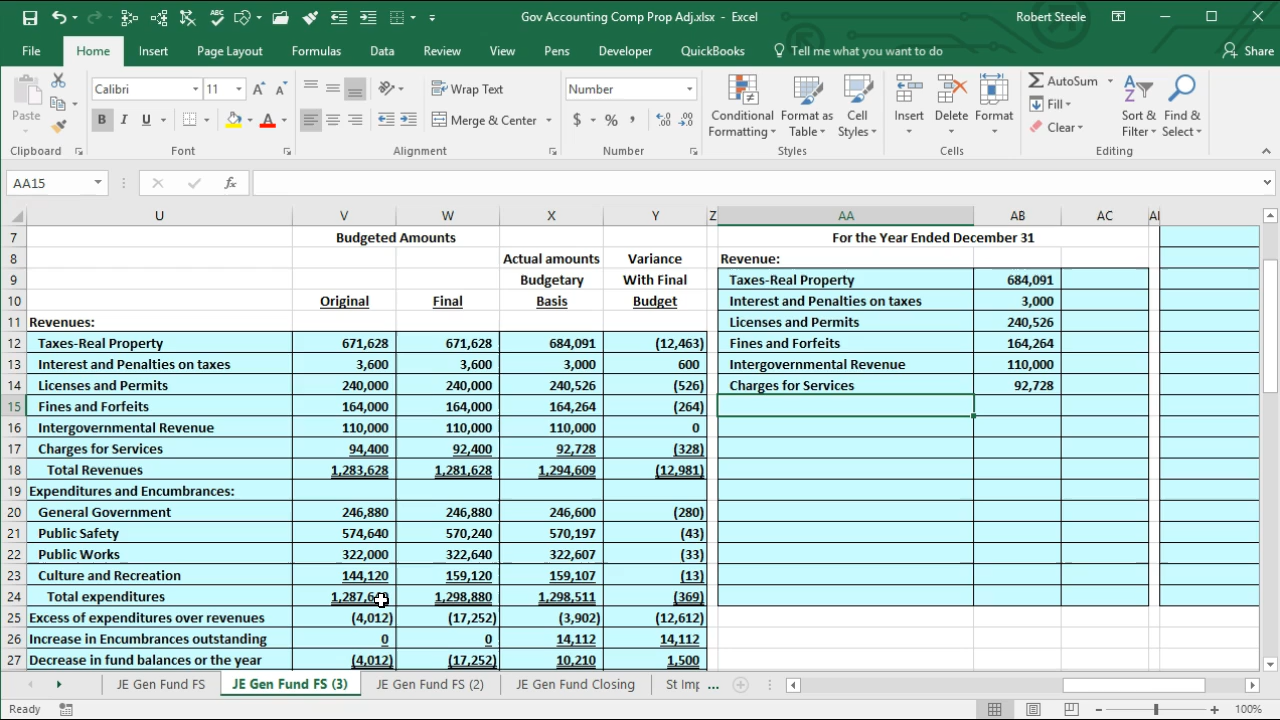 Gov Accounting Comp Prop Adj.xlsx - Excel
Robert Steele
File Home Insert Page Layout Formulas Data Review View Pens Developer QuickBooks Tell me what you want to do Share
Paste Calibri 11 B I U Wrap Text Merge & Center Number $ % Conditional Formatting Format as Table Cell Styles Insert Delete Format AutoSum Fill Clear Sort & Filter Find & Select
Clipboard Font Alignment Number Styles Cells Editing
AA15 fx
U V W X Y Z AA AB AC
7 Budgeted Amounts For the Year Ended December 31
8 Actual amounts Variance Revenue:
9 Budgetary With Final Taxes-Real Property 684,091
10 Original Final Basis Budget Interest and Penalties on taxes 3,000
11 Revenues: Licenses and Permits 240,526
12 Taxes-Real Property 671,628 671,628 684,091 (12,463) Fines and Forfeits 164,264
13 Interest and Penalties on taxes 3,600 3,600 3,000 600 Intergovernmental Revenue 110,000
14 Licenses and Permits 240,000 240,000 240,526 (526) Charges for Services 92,728
15 Fines and Forfeits 164,000 164,000 164,264 (264)
16 Intergovernmental Revenue 110,000 110,000 110,000 0
17 Charges for Services 94,400 92,400 92,728 (328)
18 Total Revenues 1,283,628 1,281,628 1,294,609 (12,981)
19 Expenditures and Encumbrances:
20 General Government 246,880 246,880 246,600 (280)
21 Public Safety 574,640 570,240 570,197 (43)
22 Public Works 322,000 322,640 322,607 (33)
23 Culture and Recreation 144,120 159,120 159,107 (13)
24 Total expenditures 1,298,880 1,298,511 (369)
25 Excess of expenditures over revenues (4,012) (17,252) (3,902) (12,612)
26 Increase in Encumbrances outstanding 0 0 14,112 14,112
27 Decrease in fund balances or the year (4,012) (17,252) 10,210 1,500
JE Gen Fund FS JE Gen Fund FS (3) JE Gen Fund FS (2) JE Gen Fund Closing St Imp ...
Ready 100%